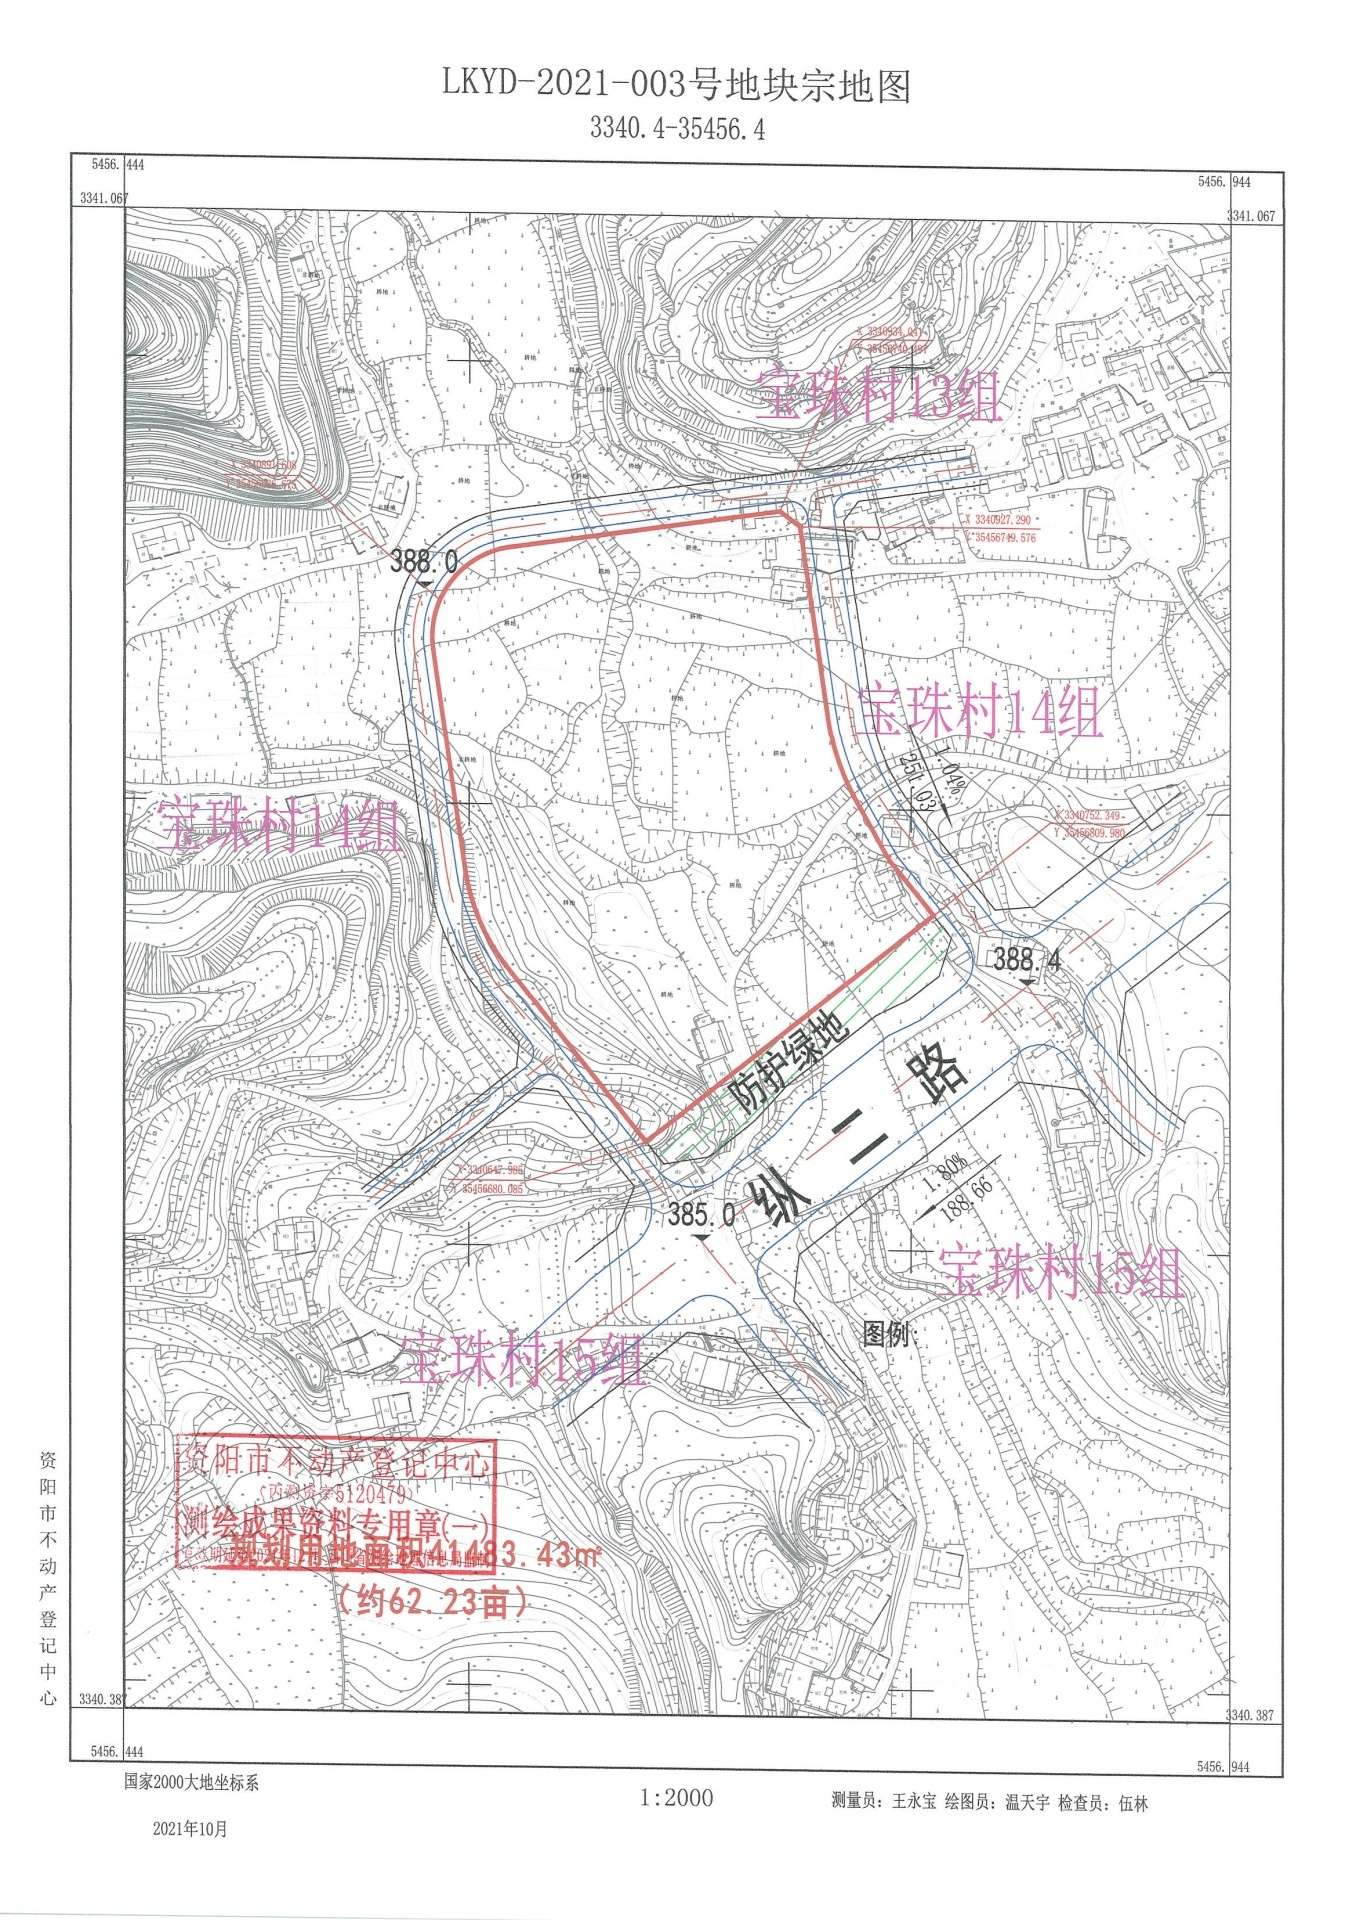 LKYD-2021-003号地块宗地图
3340.4-35456.4
5456.444
5456.944
3341.067
3341.067
X 3340934.041
宝珠村13组
X 3340927.290
Y 35456749.576
388.0
宝珠村14组
1.04%
251.03
宝珠村14组
X 3340752.349
Y 35456809.980
388.4
防护绿地
纵二路
X 3340647.985
Y 35456680.085
1.80%
188.66
385.0
宝珠村15组
图例:
宝珠村15组
资阳市不动产登记中心
资阳市不动产登记中心
5120479)
测绘成果资料专用章(一)
规划用地面积41483.43㎡
(约62.23亩)
3340.387
3340.387
5456.444
5456.944
国家2000大地坐标系
1:2000
测量员: 王永宝 绘图员: 温天宇 检查员: 伍林
2021年10月